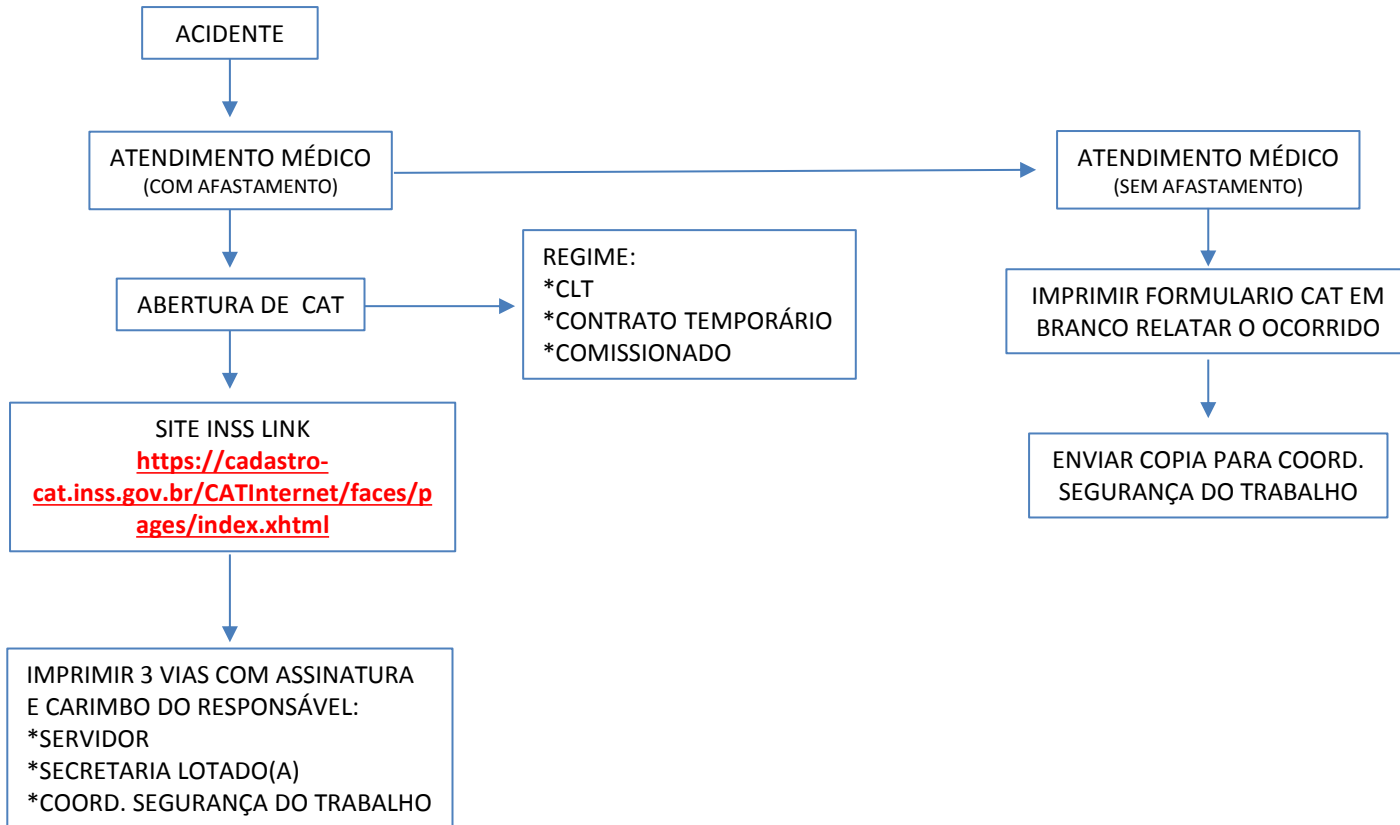 ACIDENTE
ATENDIMENTO MÉDICO
(COM AFASTAMENTO)
ATENDIMENTO MÉDICO
(SEM AFASTAMENTO)
ABERTURA DE CAT
REGIME:
*CLT
*CONTRATO TEMPORÁRIO
*COMISSIONADO
IMPRIMIR FORMULARIO CAT EM
BRANCO RELATAR O OCORRIDO
SITE INSS LINK
https://cadastro-
cat.inss.gov.br/CATInternet/faces/p
ages/index.xhtml
ENVIAR COPIA PARA COORD.
SEGURANÇA DO TRABALHO
IMPRIMIR 3 VIAS COM ASSINATURA
E CARIMBO DO RESPONSÁVEL:
*SERVIDOR
*SECRETARIA LOTADO(A)
*COORD. SEGURANÇA DO TRABALHO